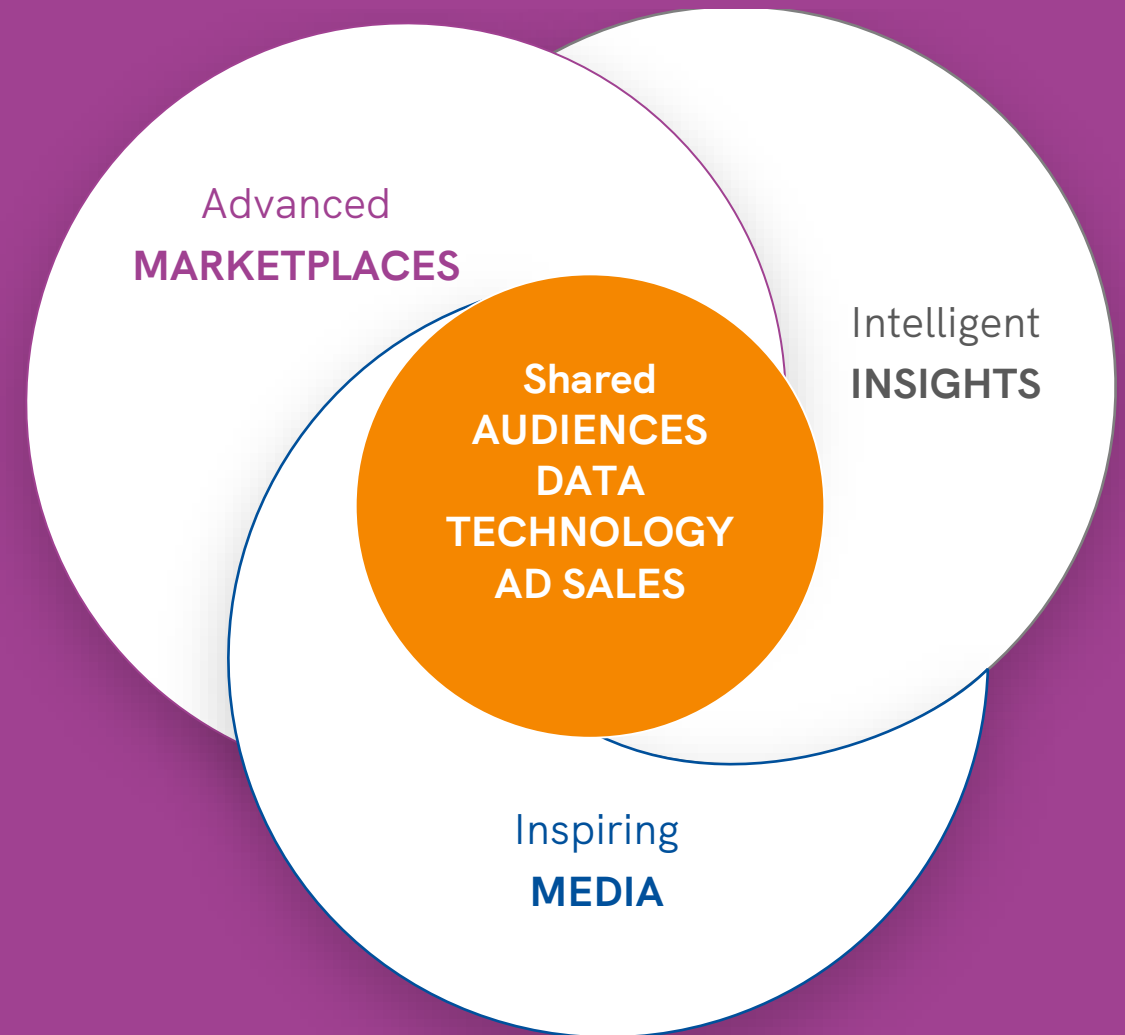 Advanced
MARKETPLACES
Intelligent
INSIGHTS
Shared
AUDIENCES
DATA
TECHNOLOGY
AD SALES
Inspiring
MEDIA